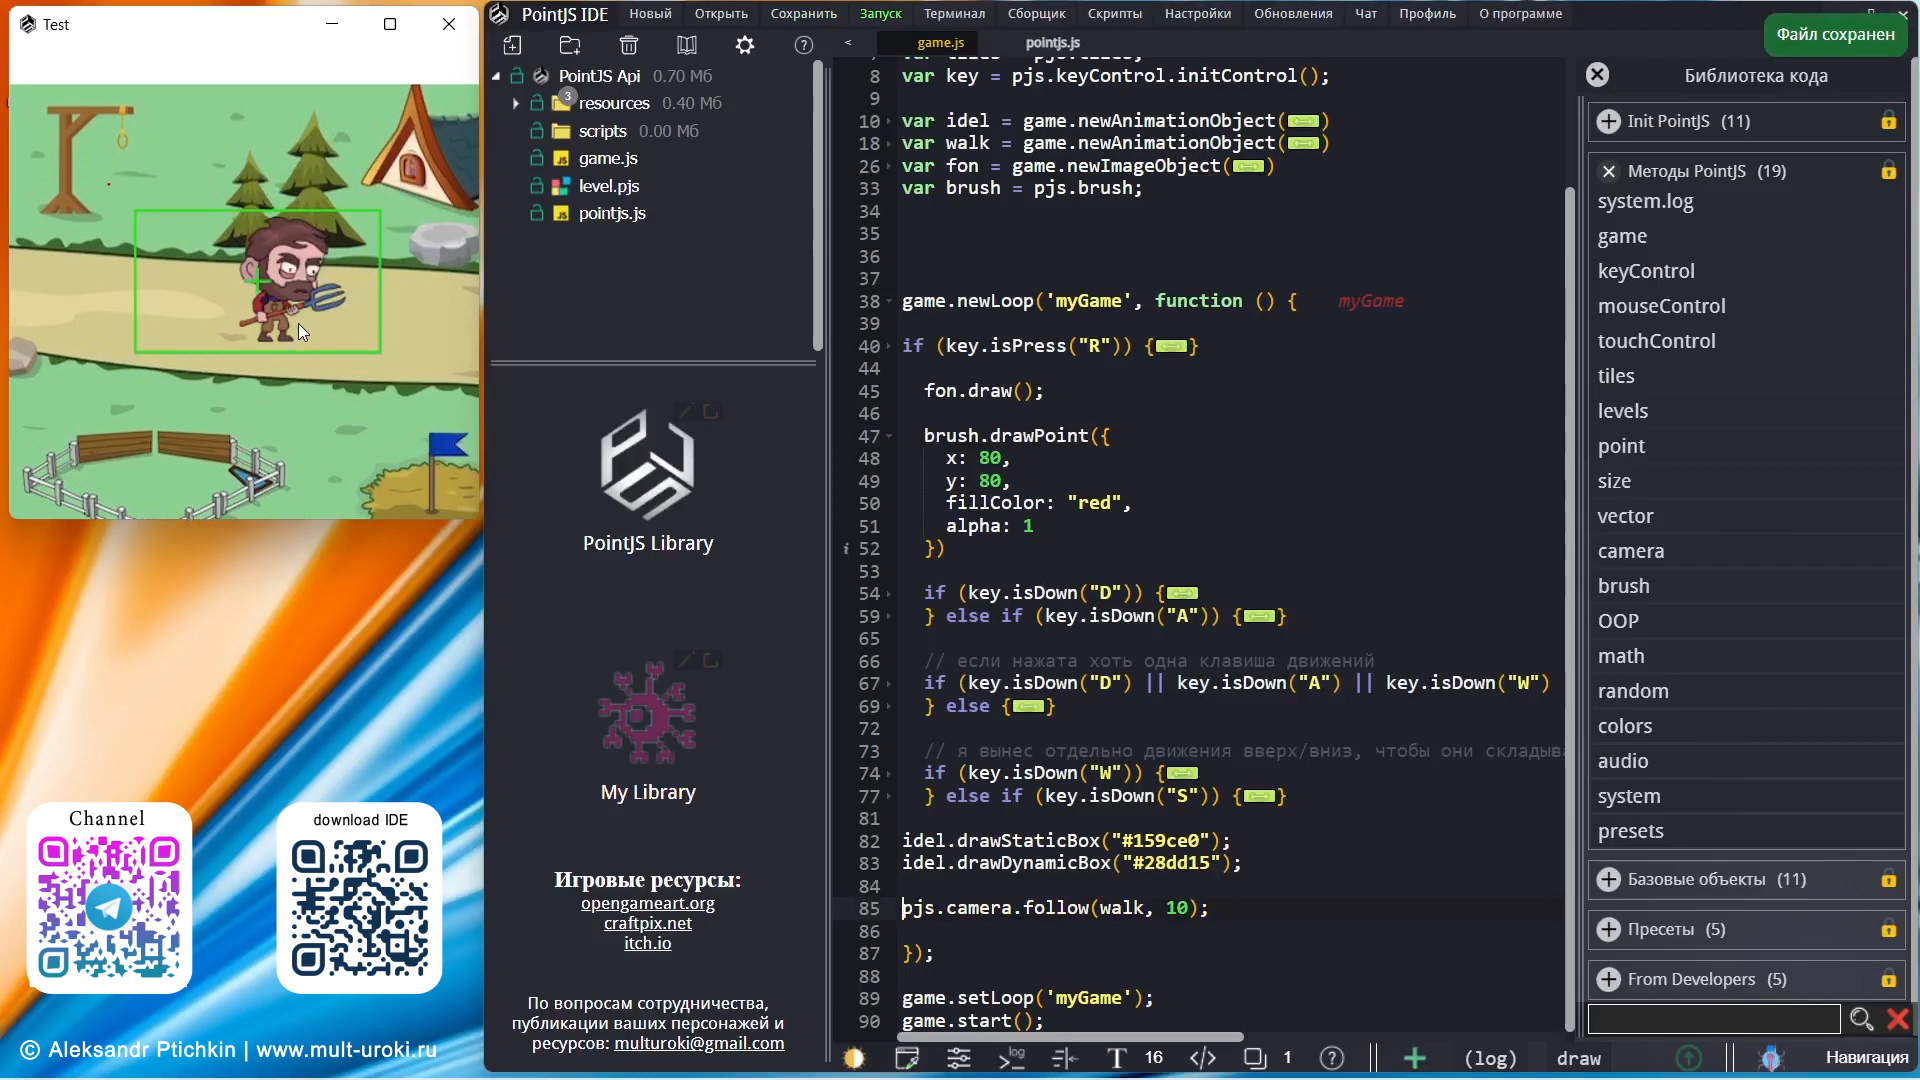 Test
PointJS IDE
Новый
Открыть
Сохранить
Запуск
Терминал
Сборщик
Скрипты
Настройки
Обновления
Чат
Профиль
О программе
Файл сохранен
<
game.js
pointjs.js
PointJS Api 0.70 Мб
3
resources 0.40 Мб
scripts 0.00 Мб
game.js
level.pjs
pointjs.js
PointJS Library
My Library
Игровые ресурсы:
opengameart.org
craftpix.net
itch.io
По вопросам сотрудничества,
публикации ваших персонажей и
ресурсов: multuroki@gmail.com
8 var key = pjs.keyControl.initControl();
9
10 var idel = game.newAnimationObject()
18 var walk = game.newAnimationObject()
26 var fon = game.newImageObject()
33 var brush = pjs.brush;
34
35
36
37
38 game.newLoop('myGame', function () { myGame
39
40 if (key.isPress("R")) {}
44
45 fon.draw();
46
47 brush.drawPoint({
48 x: 80,
49 y: 80,
50 fillColor: "red",
51 alpha: 1
52 })
53
54 if (key.isDown("D")) {
59 } else if (key.isDown("A")) {}
65
66 // если нажата хоть одна клавиша движений
67 if (key.isDown("D") || key.isDown("A") || key.isDown("W")
69 } else {}
72
73 // я вынес отдельно движения вверх/вниз, чтобы они складыв
74 if (key.isDown("W")) {
77 } else if (key.isDown("S")) {}
81
82 idel.drawStaticBox("#159ce0");
83 idel.drawDynamicBox("#28dd15");
84
85 pjs.camera.follow(walk, 10);
86
87 });
88
89 game.setLoop('myGame');
90 game.start();
Библиотека кода
Init PointJS (11)
Методы PointJS (19)
system.log
game
keyControl
mouseControl
touchControl
tiles
levels
point
size
vector
camera
brush
OOP
math
random
colors
audio
system
presets
Базовые объекты (11)
Пресеты (5)
From Developers (5)
log
T 16
</>
1
(log)
draw
Навигация
Channel
download IDE
© Aleksandr Ptichkin | www.mult-uroki.ru